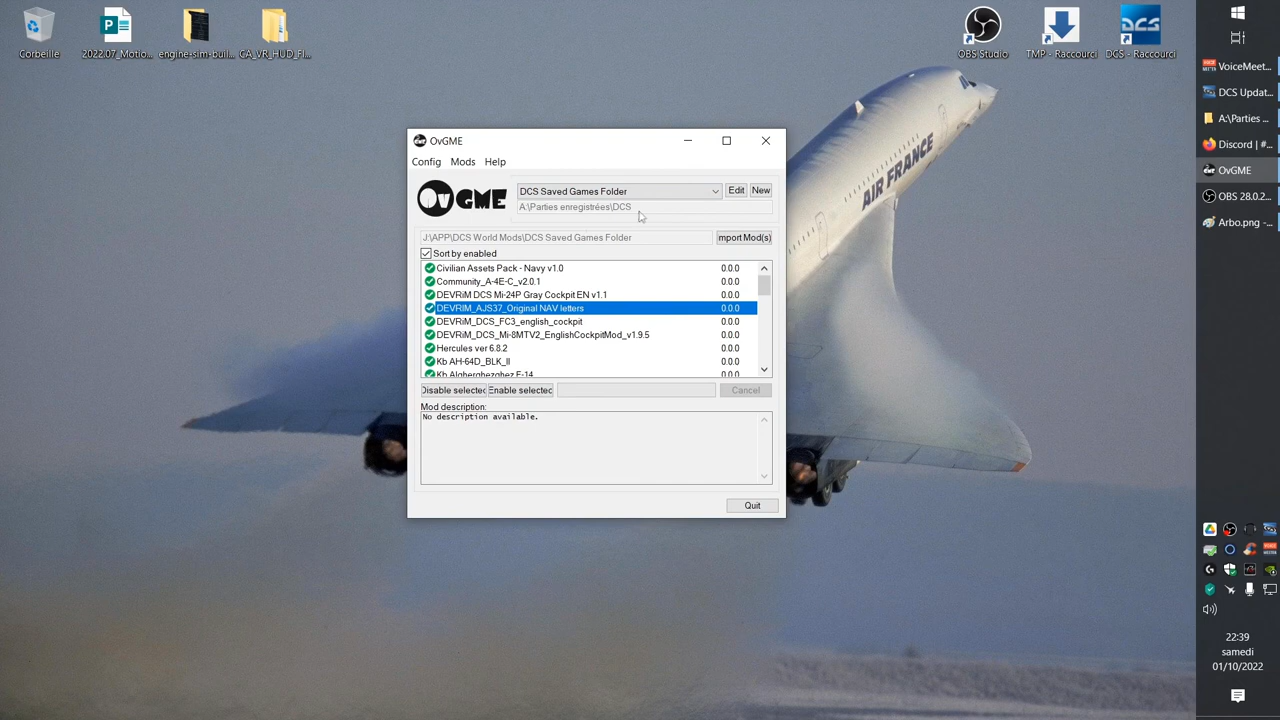 Corbeille
2022.07_Motio...
engine-sim-buil...
CA_VR_HUD_FI...
OBS Studio
TMP - Raccourci
DCS - Raccourci
AIR FRANCE
OvGME
Config Mods Help
OvGME
DCS Saved Games Folder
Edit New
A:\Parties enregistrées\DCS
J:\APP\DCS World Mods\DCS Saved Games Folder
mport Mod(s)
Sort by enabled
Civilian Assets Pack - Navy v1.0 0.0.0
Community_A-4E-C_v2.0.1 0.0.0
DEVRiM DCS Mi-24P Gray Cockpit EN v1.1 0.0.0
DEVRIM_AJS37_Original NAV letters 0.0.0
DEVRiM_DCS_FC3_english_cockpit 0.0.0
DEVRiM_DCS_Mi-8MTV2_EnglishCockpitMod_v1.9.5 0.0.0
Hercules ver 6.8.2 0.0.0
Kb AH-64D_BLK_II 0.0.0
Kb Algherghezghez F-14 0.0.0
Disable selected Enable selected Cancel
Mod description:
No description available.
Quit
VoiceMeet...
DCS Updat...
A:\Parties ...
Discord | #...
OvGME
OBS 28.0.2...
Arbo.png -...
22:39
samedi
01/10/2022